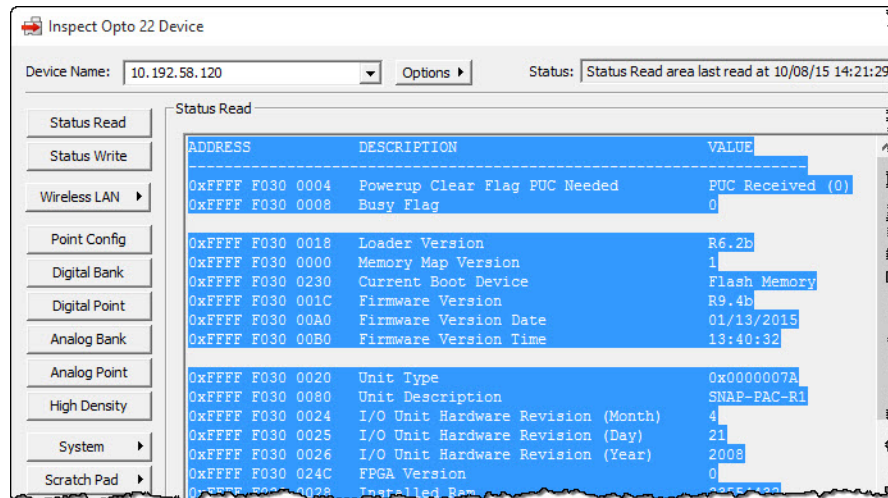 Inspect Opto 22 Device
Device Name: 10.192.58.120 Options Status: Status Read area last read at 10/08/15 14:21:29
Status Read
Status Read
Status Write
Wireless LAN
Point Config
Digital Bank
Digital Point
Analog Bank
Analog Point
High Density
System
Scratch Pad
ADDRESS DESCRIPTION VALUE
--------------------------------------------------------------------
0xFFFF F030 0004 Powerup Clear Flag PUC Needed PUC Received (0)
0xFFFF F030 0008 Busy Flag 0
0xFFFF F030 0018 Loader Version R6.2b
0xFFFF F030 0000 Memory Map Version 1
0xFFFF F030 0230 Current Boot Device Flash Memory
0xFFFF F030 001C Firmware Version R9.4b
0xFFFF F030 00A0 Firmware Version Date 01/13/2015
0xFFFF F030 00B0 Firmware Version Time 13:40:32
0xFFFF F030 0020 Unit Type 0x0000007A
0xFFFF F030 0080 Unit Description SNAP-PAC-R1
0xFFFF F030 0024 I/O Unit Hardware Revision (Month) 4
0xFFFF F030 0025 I/O Unit Hardware Revision (Day) 21
0xFFFF F030 0026 I/O Unit Hardware Revision (Year) 2008
0xFFFF F030 024C FPGA Version 0
0028 Installed Ram